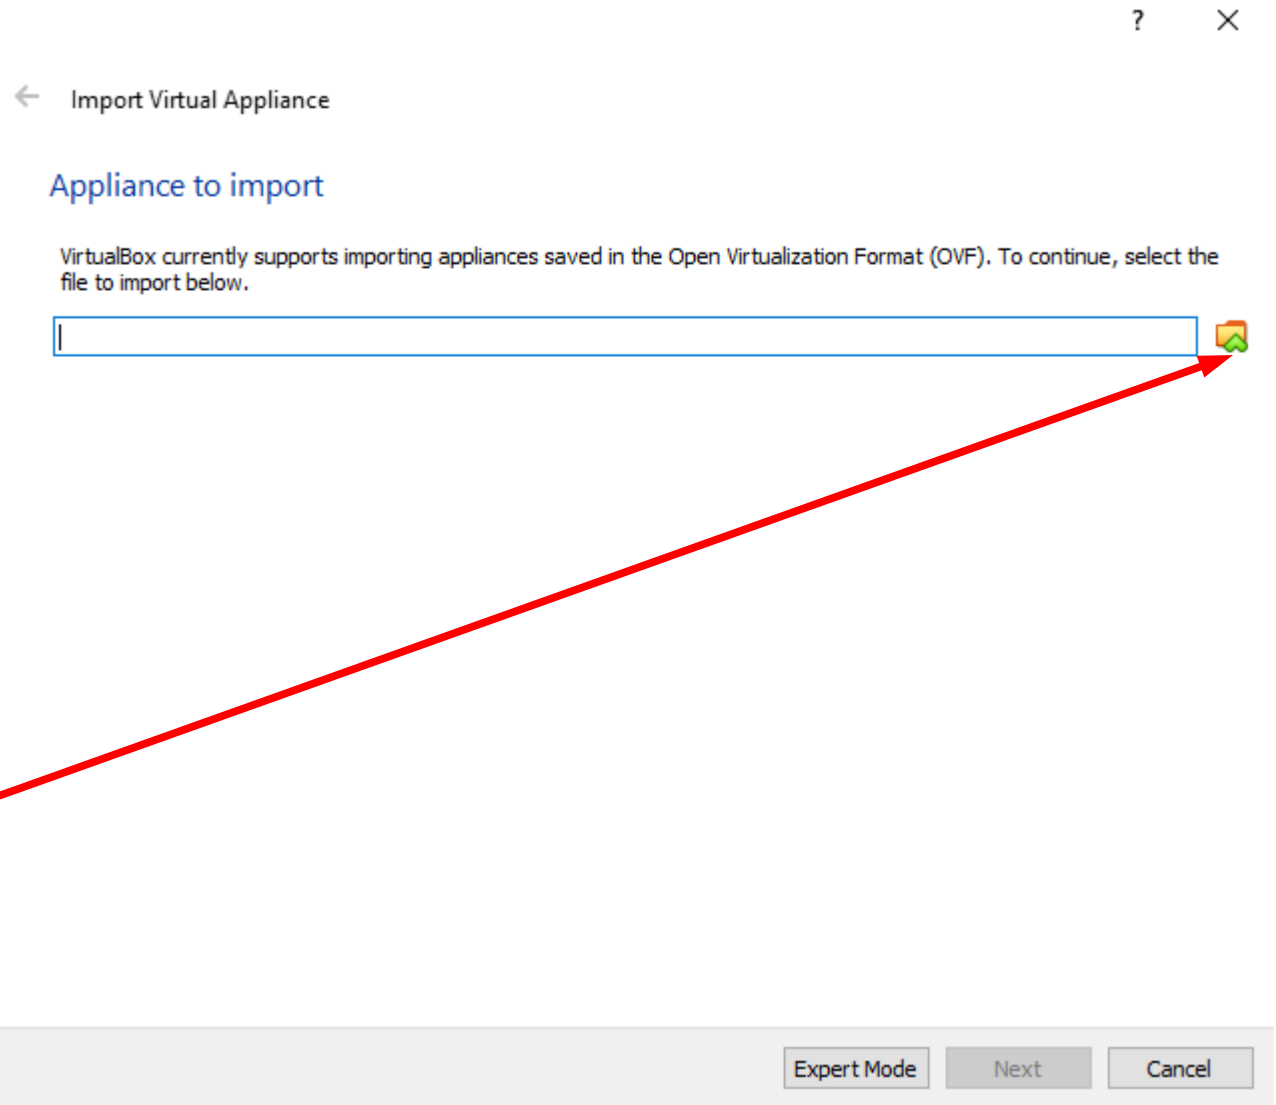 ?
Import Virtual Appliance
Appliance to import
VirtualBox currently supports importing appliances saved in the Open Virtualization Format (OVF). To continue, select the
file to import below.
Expert Mode Next Cancel